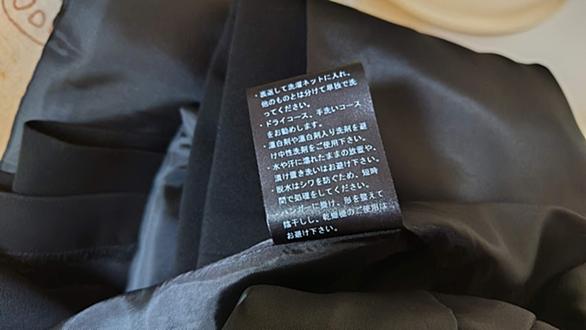 ・裏返して洗濯ネットに入れ、
他のものとは分けて単独で洗
ってください。
・ドライコース、手洗いコース
をお勧めします。
・漂白剤や漂白剤入り洗剤を避
け中性洗剤をご使用下さい。
・水や汗に濡れたままの放置や、
漬け置き洗いはお避け下さい。
・脱水はシワを防ぐため、短時
間で処理をしてください。
・ハンガーに掛け、形を整えて
陰干しし、乾燥機のご使用は
お避け下さい。